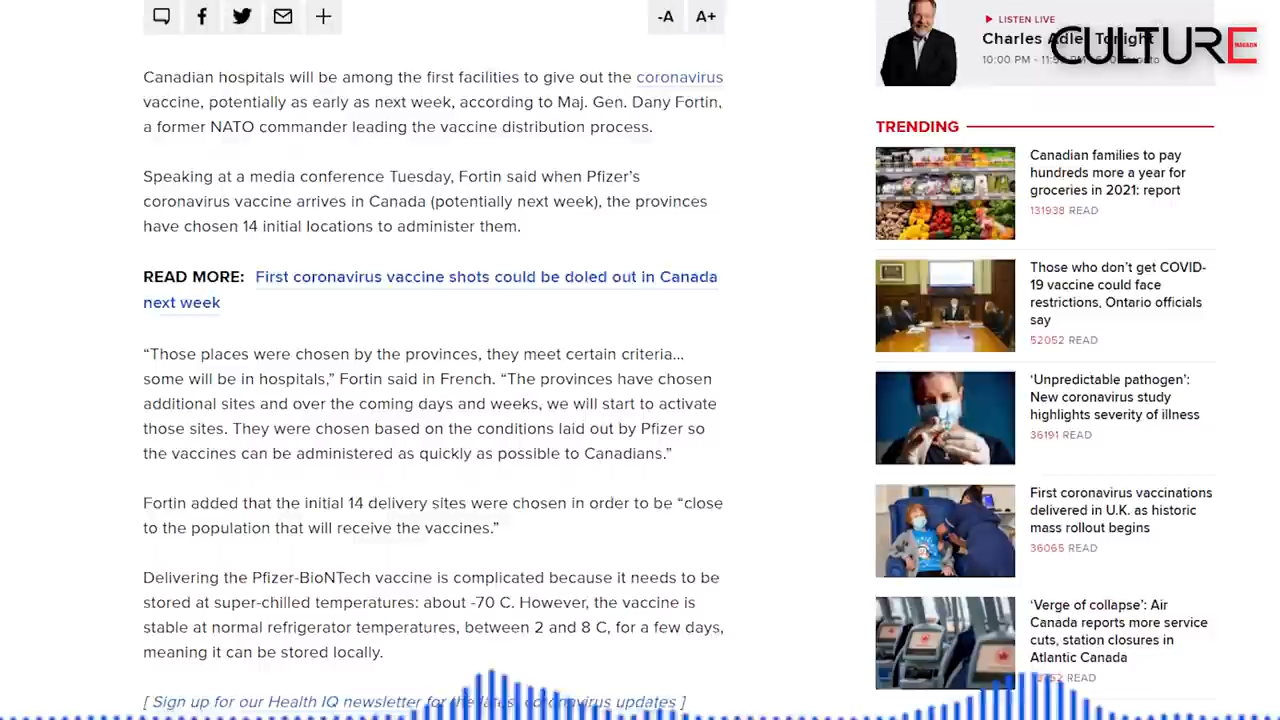 -A A+
Canadian hospitals will be among the first facilities to give out the coronavirus
vaccine, potentially as early as next week, according to Maj. Gen. Dany Fortin,
a former NATO commander leading the vaccine distribution process.
Speaking at a media conference Tuesday, Fortin said when Pfizer's
coronavirus vaccine arrives in Canada (potentially next week), the provinces
have chosen 14 initial locations to administer them.
READ MORE: First coronavirus vaccine shots could be doled out in Canada
next week
“Those places were chosen by the provinces, they meet certain criteria...
some will be in hospitals,” Fortin said in French. “The provinces have chosen
additional sites and over the coming days and weeks, we will start to activate
those sites. They were chosen based on the conditions laid out by Pfizer so
the vaccines can be administered as quickly as possible to Canadians.”
Fortin added that the initial 14 delivery sites were chosen in order to be “close
to the population that will receive the vaccines.”
Delivering the Pfizer-BioNTech vaccine is complicated because it needs to be
stored at super-chilled temperatures: about -70 C. However, the vaccine is
stable at normal refrigerator temperatures, between 2 and 8 C, for a few days,
meaning it can be stored locally.
[ Sign up for our Health IQ newsletter for the latest coronavirus updates ]
LISTEN LIVE
Charles Adler Tonight
10:00 PM
CULTURE
MAGAZIN
TRENDING
Canadian families to pay
hundreds more a year for
groceries in 2021: report
131938 READ
Those who don't get COVID-
19 vaccine could face
restrictions, Ontario officials
say
52052 READ
‘Unpredictable pathogen’:
New coronavirus study
highlights severity of illness
36191 READ
First coronavirus vaccinations
delivered in U.K. as historic
mass rollout begins
36065 READ
‘Verge of collapse’: Air
Canada reports more service
cuts, station closures in
Atlantic Canada
READ